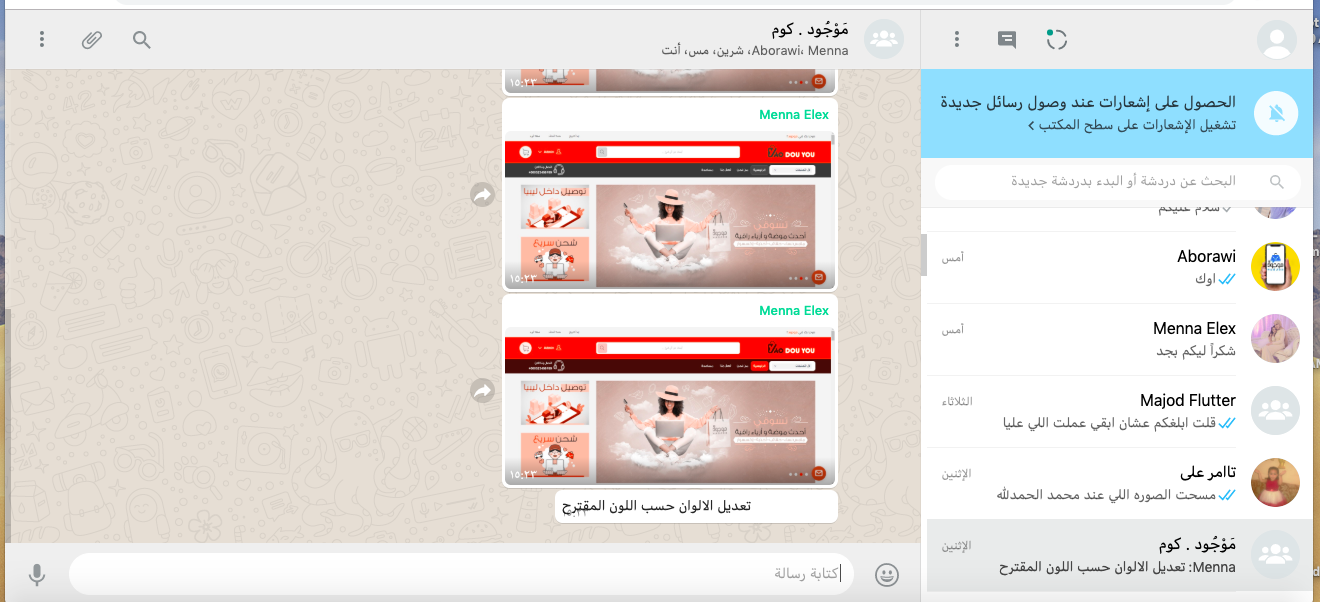 مَوْجُود . كوم
Aborawi، Menna، شرين، مس، أنت
١٥:٢٣
Menna Elex
DOU YOU
توصيل داخل ليبيا
شحن سريع
تسوقي
أحدث موضة و أزياء راقية
١٥:٢٣
Menna Elex
DOU YOU
توصيل داخل ليبيا
شحن سريع
تسوقي
أحدث موضة و أزياء راقية
١٥:٢٣
تعديل الالوان حسب اللون المقترح
كتابة رسالة
الحصول على إشعارات عند وصول رسائل جديدة
تشغيل الإشعارات على سطح المكتب >
البحث عن دردشة أو البدء بدردشة جديدة
سلام عليكم
Aborawi
أمس
اوك
Menna Elex
أمس
شكراً ليكم بجد
Majod Flutter
الثلاثاء
قلت ابلغكم عشان ابقي عملت اللي عليا
تاامر على
الإثنين
مسحت الصوره اللي عند محمد الحمدلله
مَوْجُود . كوم
الإثنين
Menna: تعديل الالوان حسب اللون المقترح